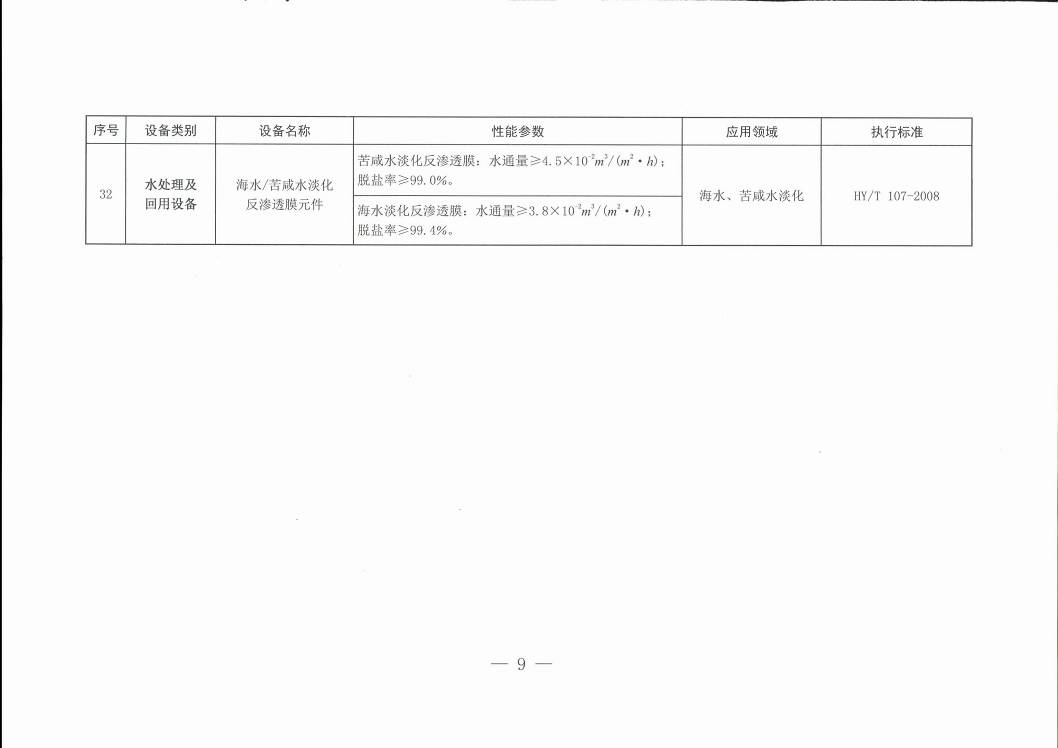 序号 设备类别 设备名称 性能参数 应用领域 执行标准
32 水处理及回用设备 海水/苦咸水淡化反渗透膜元件 苦咸水淡化反渗透膜：水通量≥4.5×10⁻²m³/(m²·h)；
脱盐率≥99.0%。
海水淡化反渗透膜：水通量≥3.8×10⁻²m³/(m²·h)；
脱盐率≥99.4%。
海水、苦咸水淡化 HY/T 107-2008
— 9 —